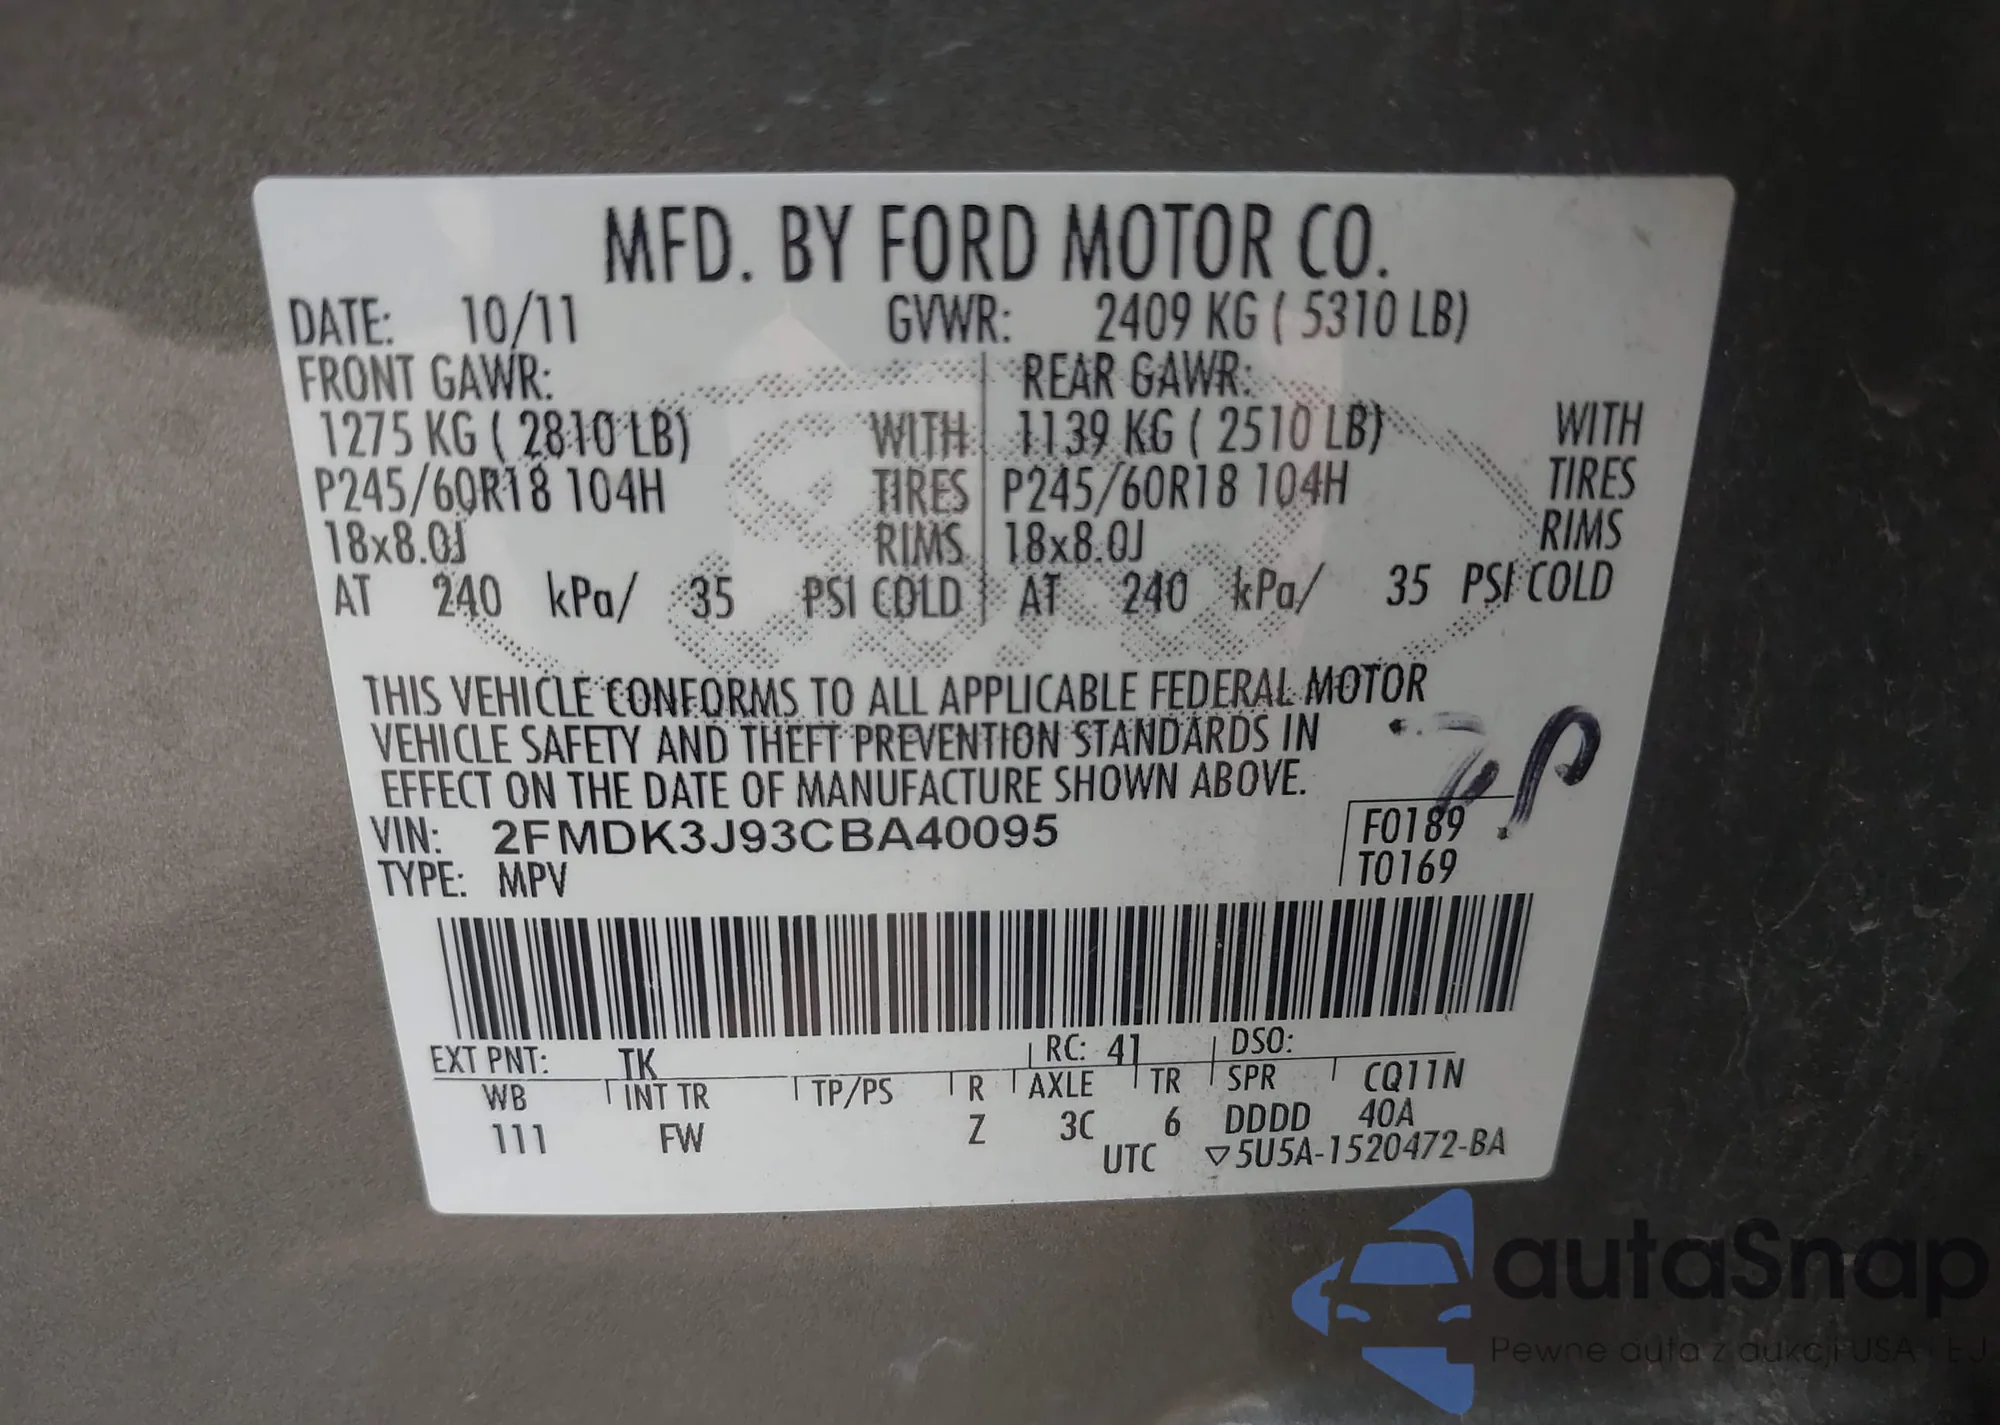 MFD. BY FORD MOTOR CO.
DATE: 10/11 GVWR: 2409 KG ( 5310 LB)
FRONT GAWR: REAR GAWR:
1275 KG ( 2810 LB) WITH 1139 KG ( 2510 LB) WITH
P245/60R18 104H TIRES P245/60R18 104H TIRES
18x8.0J RIMS 18x8.0J RIMS
AT 240 kPa/ 35 PSI COLD AT 240 kPa/ 35 PSI COLD
THIS VEHICLE CONFORMS TO ALL APPLICABLE FEDERAL MOTOR
VEHICLE SAFETY AND THEFT PREVENTION STANDARDS IN
EFFECT ON THE DATE OF MANUFACTURE SHOWN ABOVE.
VIN: 2FMDK3J93CBA40095 F0189
TYPE: MPV T0169
EXT PNT: TK RC: 41 DSO:
WB INT TR TP/PS R AXLE TR SPR CQ11N
111 FW Z 3C 6 DDDD 40A
UTC ▽5U5A-1520472-BA
autaSnap
Pewne auta z aukcji USA i EU